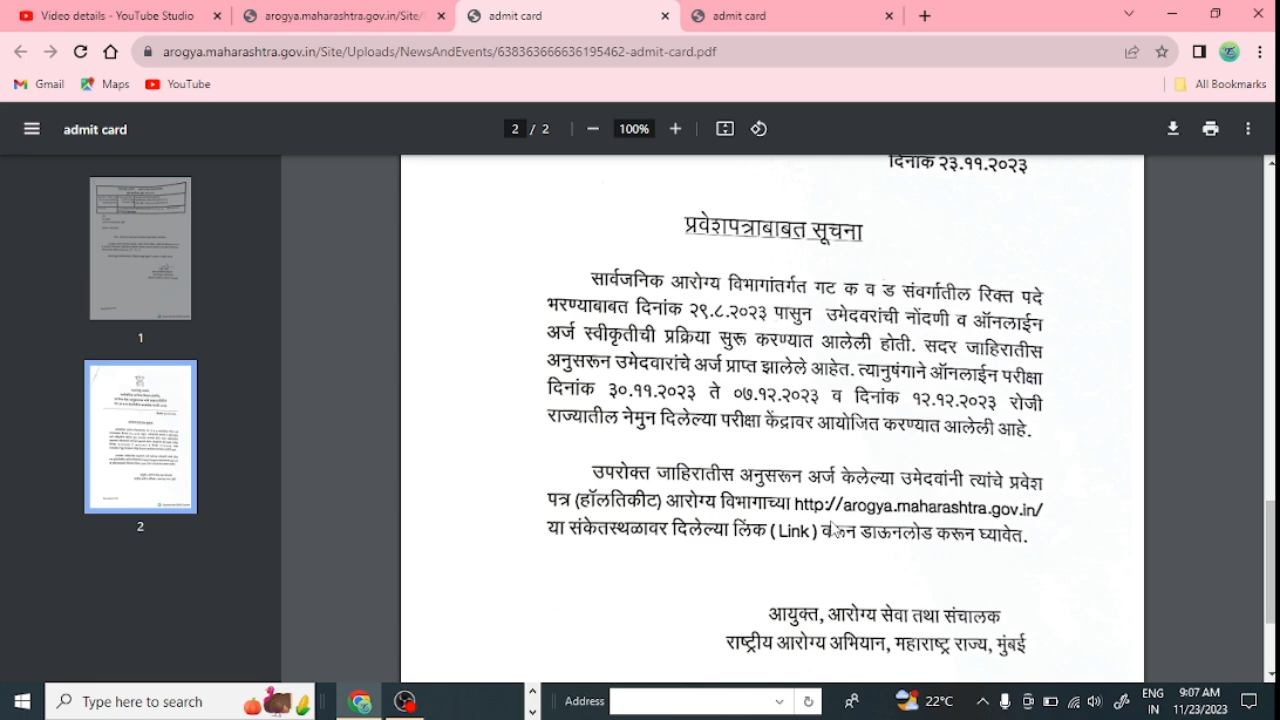 Video details - YouTube Studio
arogya.maharashtra.gov.in/Site/
admit card
admit card
arogya.maharashtra.gov.in/Site/Uploads/NewsAndEvents/638363666636195462-admit-card.pdf
Gmail
Maps
YouTube
All Bookmarks
admit card
2 / 2
100%
1
2
दिनांक २३.११.२०२३
प्रवेशपत्राबाबत सूचना
सार्वजनिक आरोग्य विभागांतर्गत गट क व ड संवर्गातील रिक्त पदे
भरण्याबाबत दिनांक २९.८.२०२३ पासुन उमेदवरांची नोंदणी व ऑनलाईन
अर्ज स्वीकृतीची प्रक्रिया सुरू करण्यात आलेली होती. सदर जाहिरातीस
अनुसरून उमेदवारांचे अर्ज प्राप्त झालेले आहेत. त्यानुषंगाने ऑनलाईन परीक्षा
दिनांक ३०.११.२०२३ ते ०७.१२.२०२३ व दिनांक १२.१२.२०२३ रोजी
राज्यातील नेमुन दिलेल्या परीक्षा केंद्रावर आयोजित करण्यात आलेली आहे.
उपरोक्त जाहिरातीस अनुसरून अर्ज केलेल्या उमेदवांनी त्यांचे प्रवेश
पत्र (हॉलतिकीट) आरोग्य विभागाच्या http://arogya.maharashtra.gov.in/
या संकेतस्थळावर दिलेल्या लिंक ( Link ) वरून डाऊनलोड करून घ्यावेत.
आयुक्त, आरोग्य सेवा तथा संचालक
राष्ट्रीय आरोग्य अभियान, महाराष्ट्र राज्य, मुंबई
Type here to search
Address
22°C
ENG
IN
9:07 AM
11/23/2023